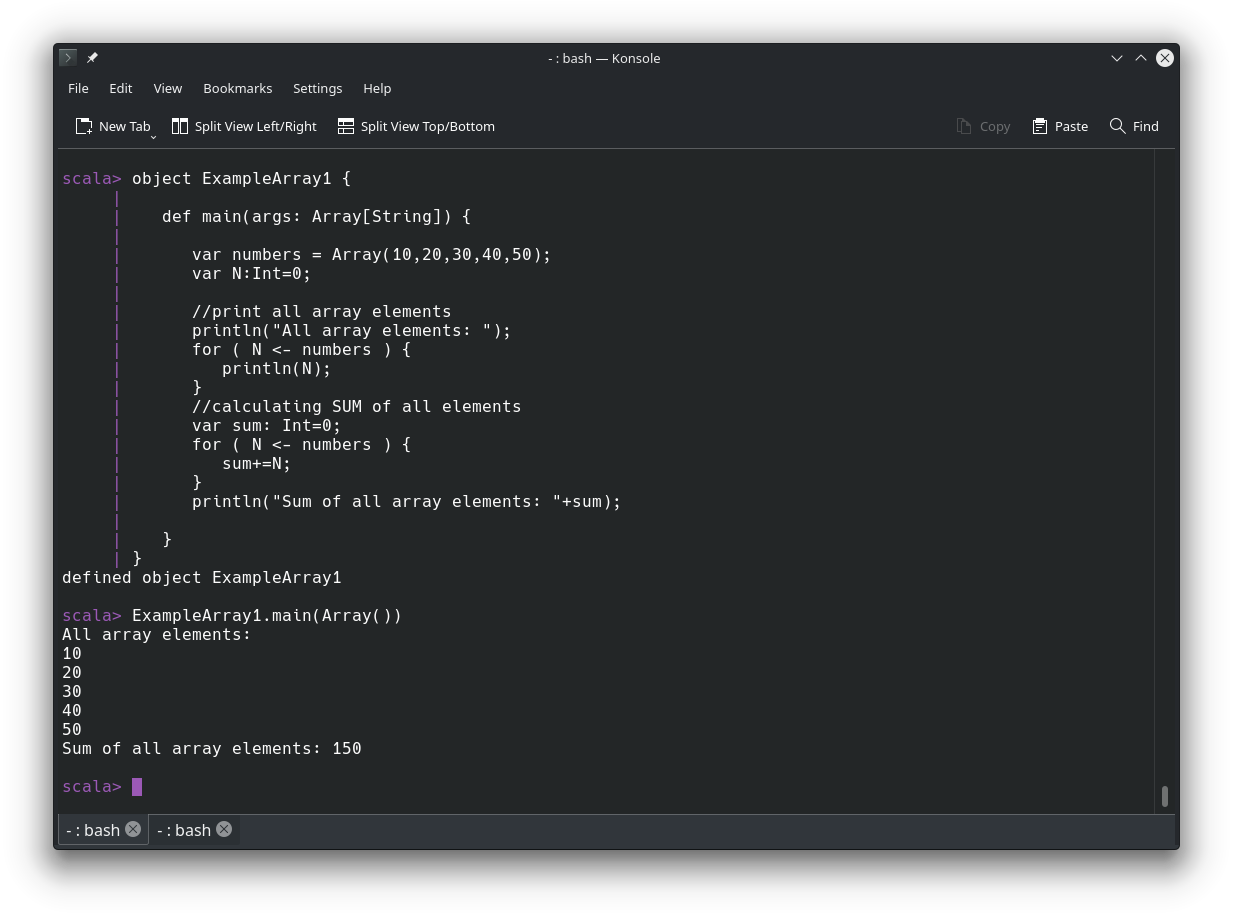 - : bash — Konsole
File Edit View Bookmarks Settings Help
New Tab Split View Left/Right Split View Top/Bottom Copy Paste Find
scala> object ExampleArray1 {
     |
     |    def main(args: Array[String]) {
     |
     |       var numbers = Array(10,20,30,40,50);
     |       var N:Int=0;
     |
     |       //print all array elements
     |       println("All array elements: ");
     |       for ( N <- numbers ) {
     |          println(N);
     |       }
     |       //calculating SUM of all elements
     |       var sum: Int=0;
     |       for ( N <- numbers ) {
     |          sum+=N;
     |       }
     |       println("Sum of all array elements: "+sum);
     |
     |    }
     | }
defined object ExampleArray1
scala> ExampleArray1.main(Array())
All array elements:
10
20
30
40
50
Sum of all array elements: 150
scala>
- : bash - : bash